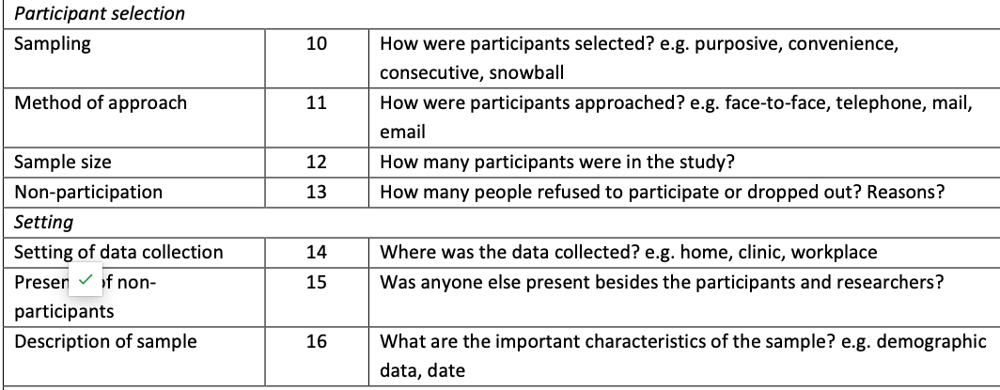 Participant selection
Sampling 10 How were participants selected? e.g. purposive, convenience,
consecutive, snowball
Method of approach 11 How were participants approached? e.g. face-to-face, telephone, mail,
email
Sample size 12 How many participants were in the study?
Non-participation 13 How many people refused to participate or dropped out? Reasons?
Setting
Setting of data collection 14 Where was the data collected? e.g. home, clinic, workplace
non- 15 Was anyone else present besides the participants and researchers?
participants
Description of sample 16 What are the important characteristics of the sample? e.g. demographic
data, date